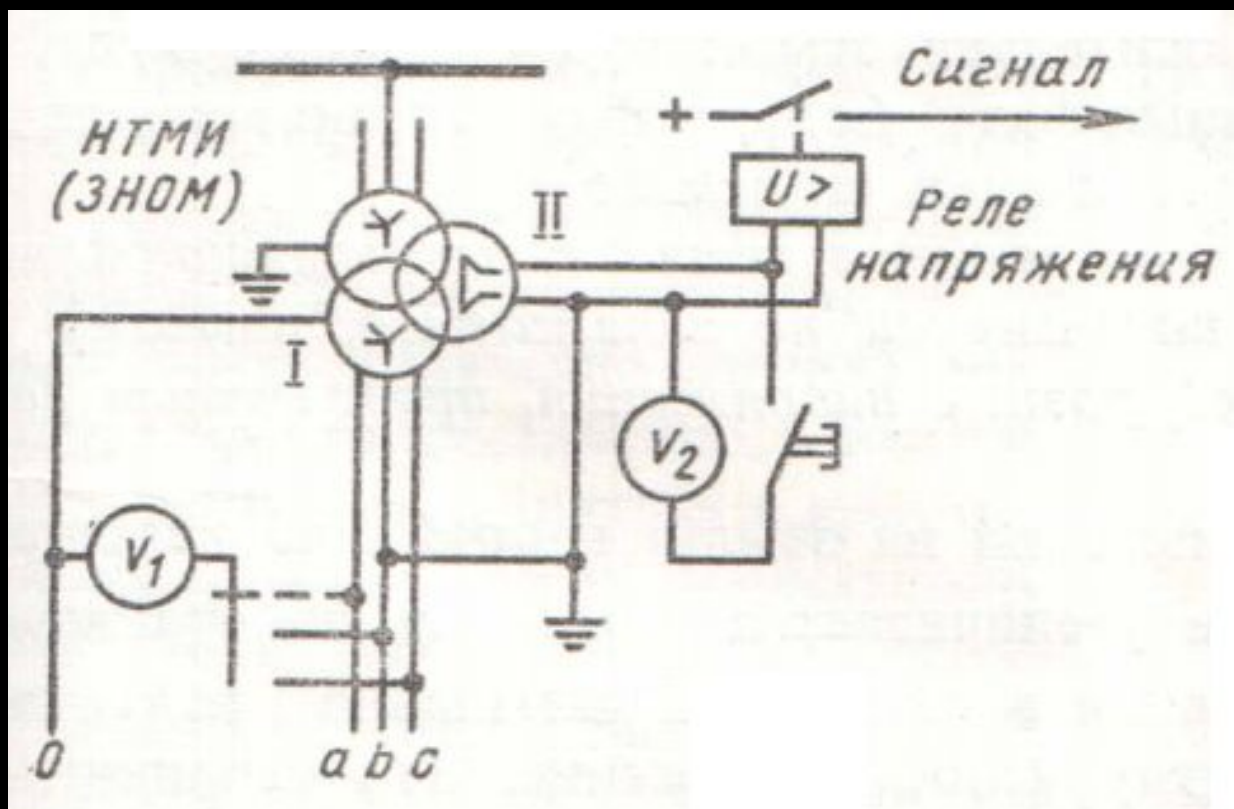 Сигнал
НТМИ
(ЗНОМ)
+
U >
II
Реле
напряжения
I
V₂
V₁
0 a b c